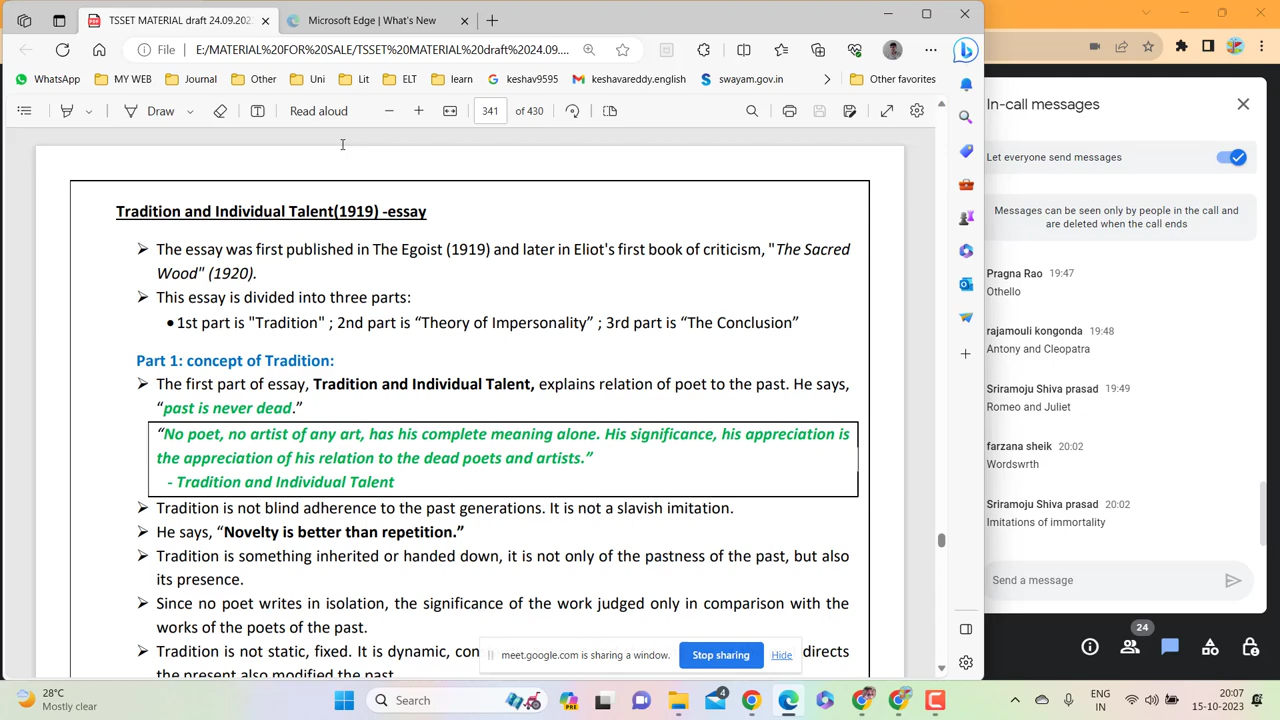 TSSET MATERIAL draft 24.09.202
Microsoft Edge | What's New
File
E:/MATERIAL%20FOR%20SALE/TSSET%20MATERIAL%20draft%2024.09....
WhatsApp
MY WEB
Journal
Other
Uni
Lit
ELT
learn
keshav9595
keshavareddy.english
swayam.gov.in
Other favorites
Draw
Read aloud
341
of 430
Tradition and Individual Talent(1919) -essay
➢ The essay was first published in The Egoist (1919) and later in Eliot's first book of criticism, "The Sacred
Wood" (1920).
➢ This essay is divided into three parts:
• 1st part is "Tradition" ; 2nd part is “Theory of Impersonality” ; 3rd part is “The Conclusion”
Part 1: concept of Tradition:
➢ The first part of essay, Tradition and Individual Talent, explains relation of poet to the past. He says,
“past is never dead.”
“No poet, no artist of any art, has his complete meaning alone. His significance, his appreciation is
the appreciation of his relation to the dead poets and artists.”
- Tradition and Individual Talent
➢ Tradition is not blind adherence to the past generations. It is not a slavish imitation.
➢ He says, “Novelty is better than repetition.”
➢ Tradition is something inherited or handed down, it is not only of the pastness of the past, but also
its presence.
➢ Since no poet writes in isolation, the significance of the work judged only in comparison with the
works of the poets of the past.
➢ Tradition is not static, fixed. It is dynamic, con
directs
the present also modified the past.
meet.google.com is sharing a window.
Stop sharing
Hide
In-call messages
Let everyone send messages
Messages can be seen only by people in the call and
are deleted when the call ends
Pragna Rao 19:47
Othello
rajamouli kongonda 19:48
Antony and Cleopatra
Sriramoju Shiva prasad 19:49
Romeo and Juliet
farzana sheik 20:02
Wordswrth
Sriramoju Shiva prasad 20:02
Imitations of immortality
Send a message
24
28°C
Mostly clear
Search
PRE
4
ENG
IN
20:07
15-10-2023